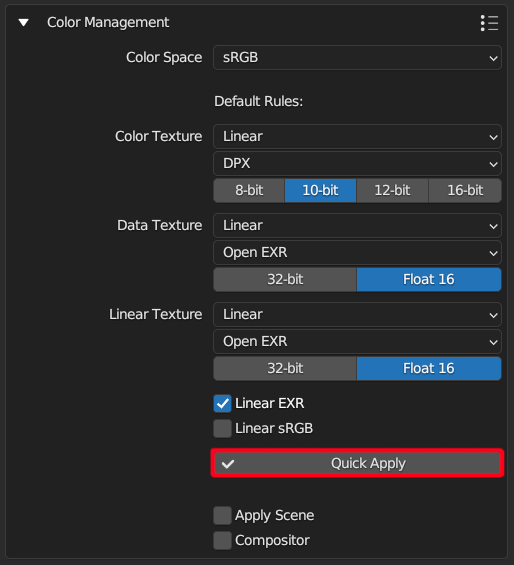 Color Management
Color Space sRGB
Default Rules:
Color Texture Linear
DPX
8-bit 10-bit 12-bit 16-bit
Data Texture Linear
Open EXR
32-bit Float 16
Linear Texture Linear
Open EXR
32-bit Float 16
Linear EXR
Linear sRGB
Quick Apply
Apply Scene
Compositor